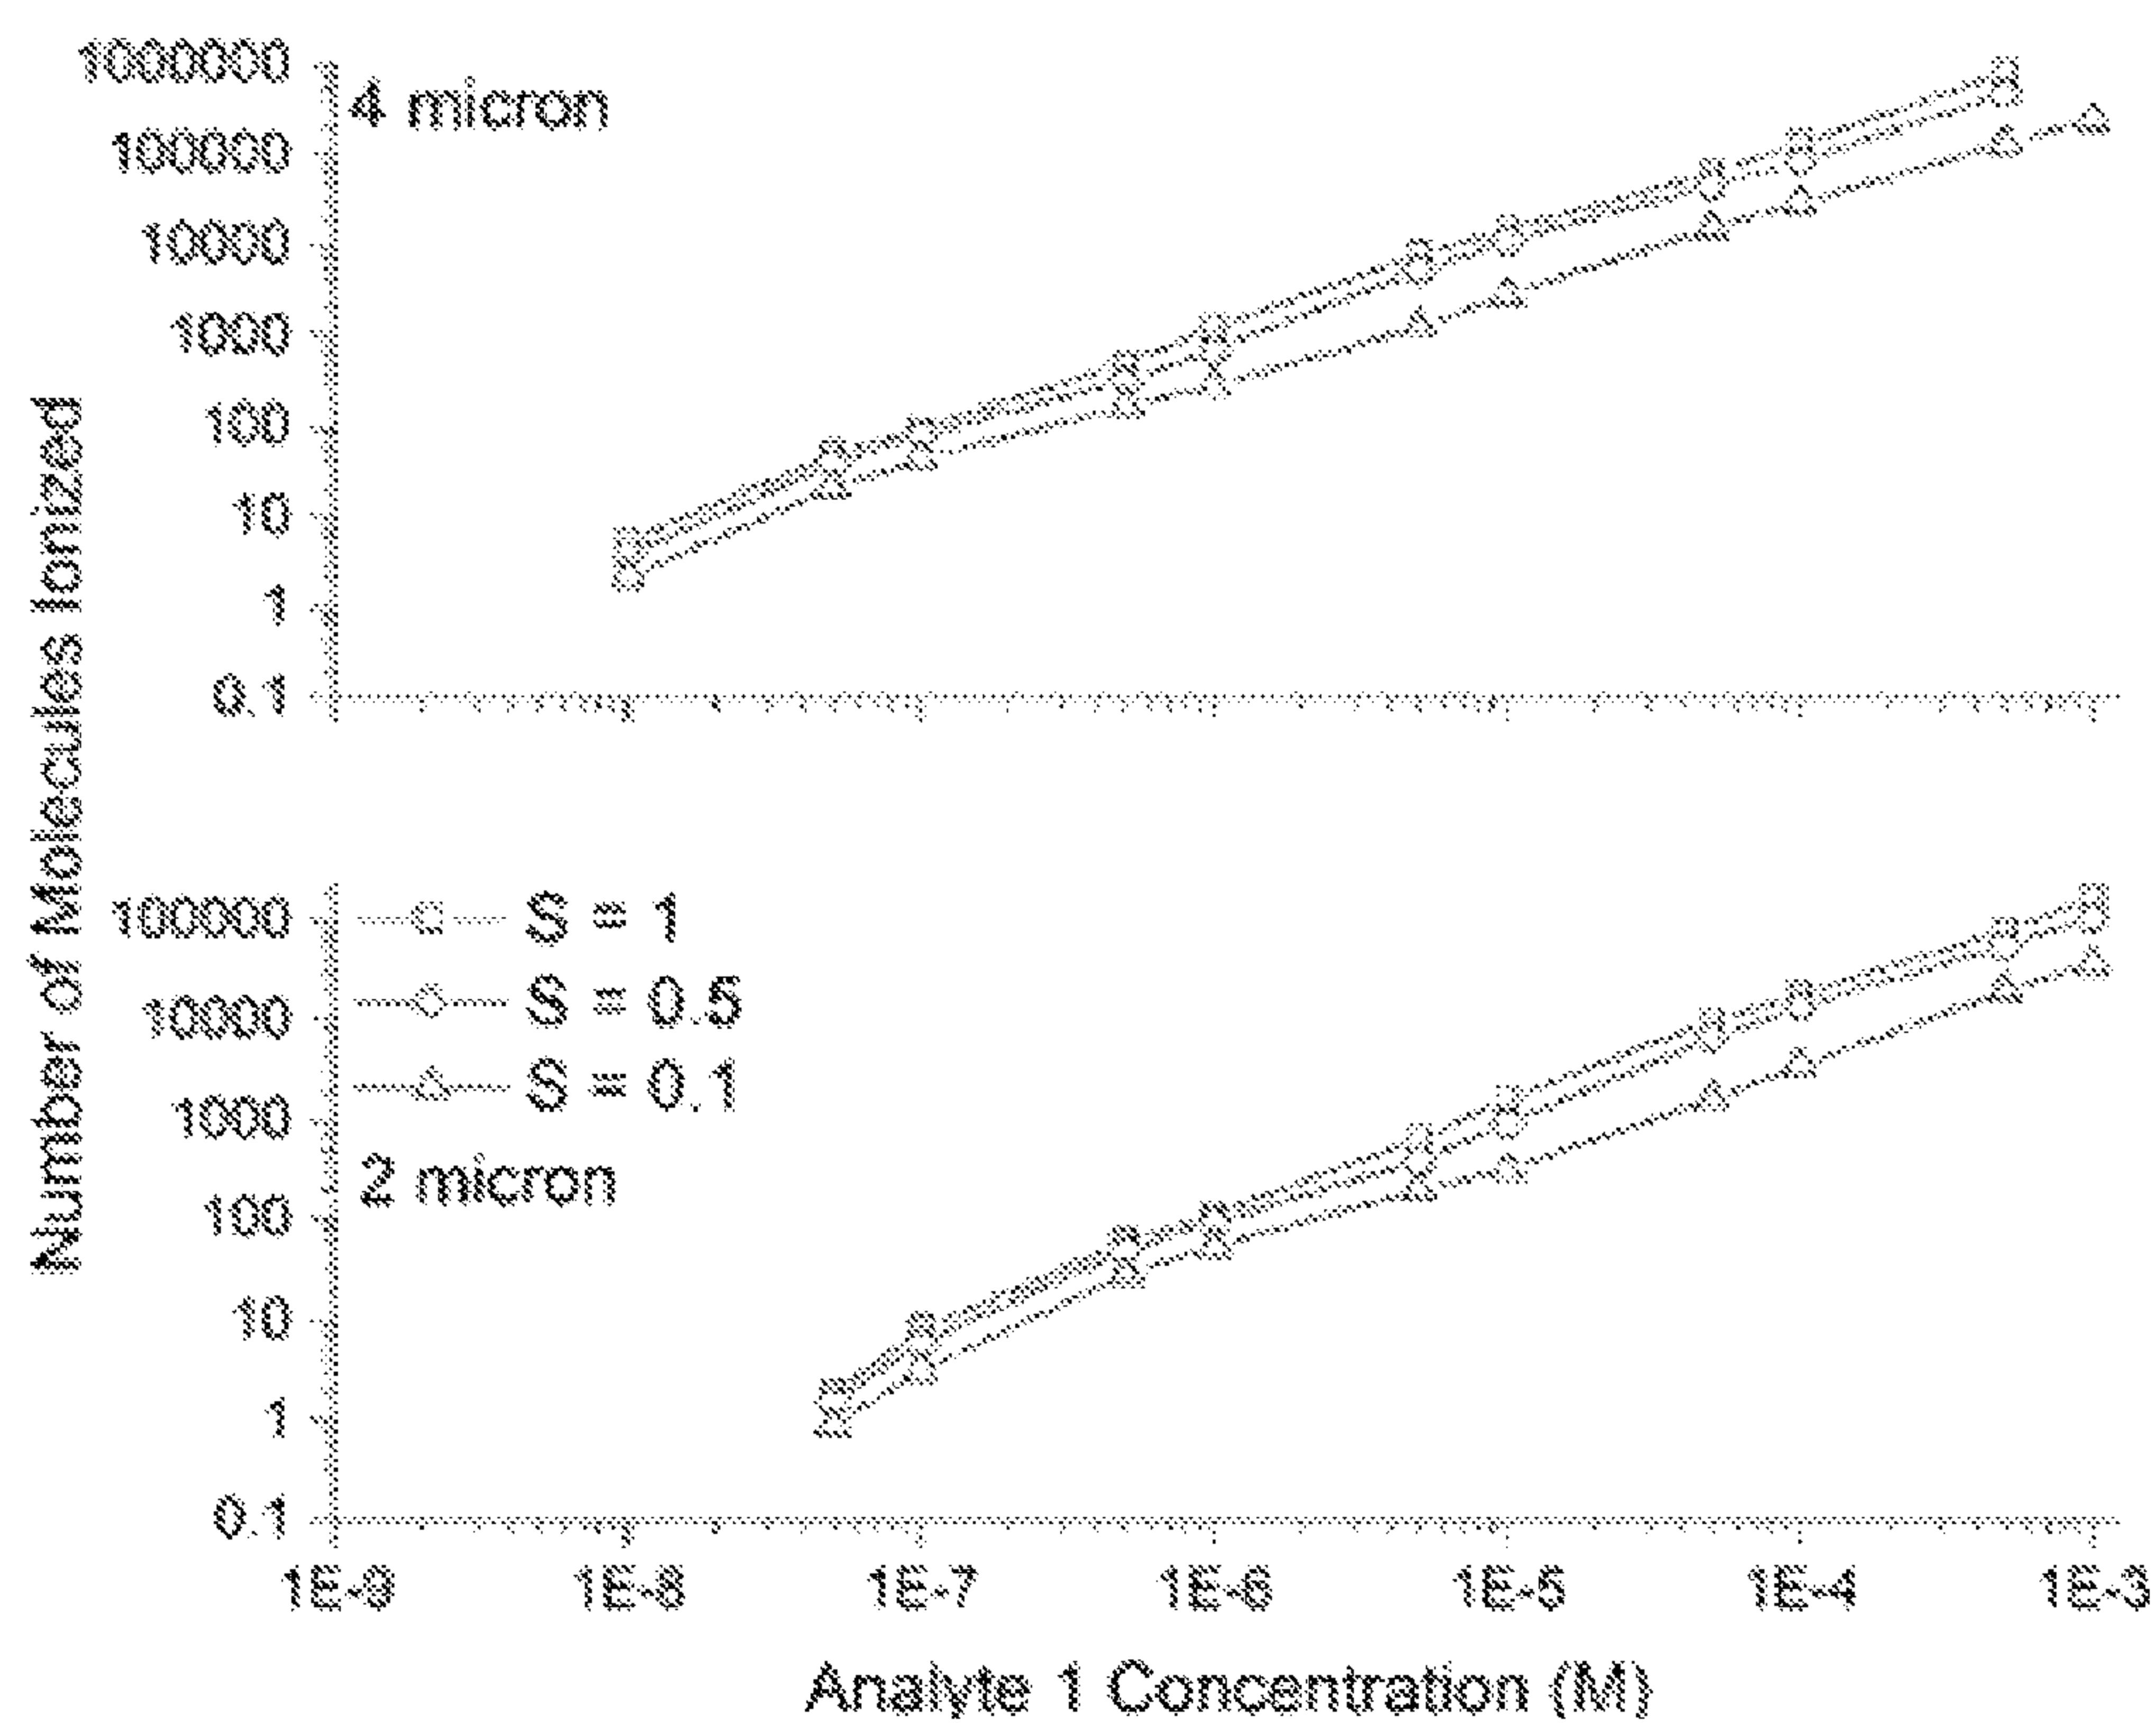 1000000
4 micron
100000
10000
1000
100
10
1
0.1
Number of Molecules Ionized
100000
S = 1
10000
S = 0.5
1000
S = 0.1
2 micron
100
10
1
0.1
1E-9 1E-8 1E-7 1E-6 1E-5 1E-4 1E-3
Analyte 1 Concentration (M)